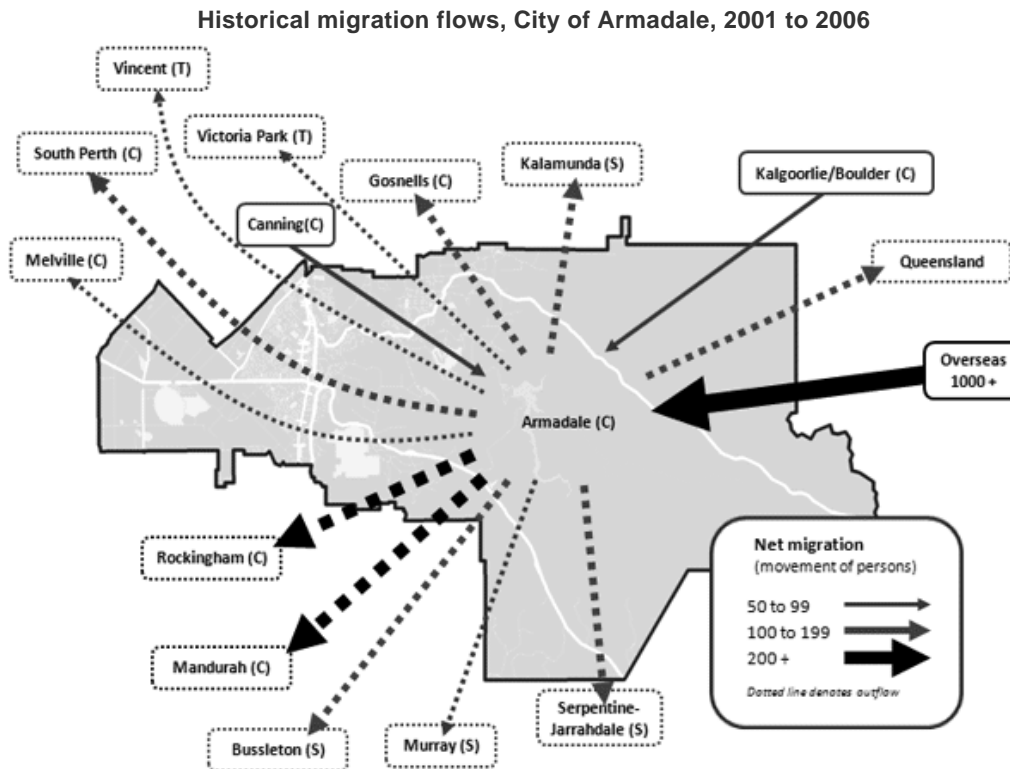 Historical migration flows, City of Armadale, 2001 to 2006
Vincent (T)
Victoria Park (T)
South Perth (C)
Gosnells (C)
Kalamunda (S)
Kalgoorlie/Boulder (C)
Canning(C)
Melville (C)
Queensland
Overseas
1000 +
Armadale (C)
Rockingham (C)
Mandurah (C)
Bussleton (S)
Murray (S)
Serpentine-
Jarrahdale (S)
Net migration
(movement of persons)
50 to 99
100 to 199
200 +
Dotted line denotes outflow